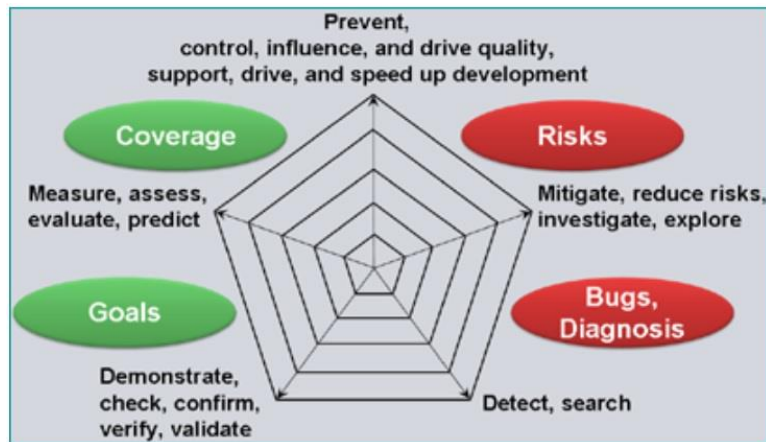 Prevent,
control, influence, and drive quality,
support, drive, and speed up development
Coverage
Risks
Measure, assess,
evaluate, predict
Mitigate, reduce risks,
investigate, explore
Goals
Bugs,
Diagnosis
Demonstrate,
check, confirm,
verify, validate
Detect, search